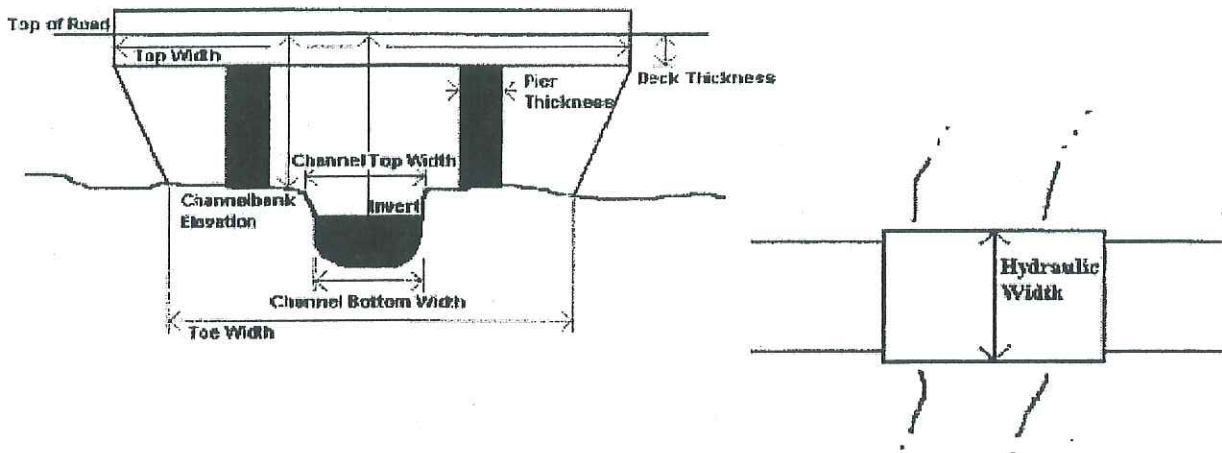 Top of Road
Top Width
Deck Thickness
Pier
Thickness
Channel Top Width
Channelbank
Elevation
Invert
Channel Bottom Width
Toe Width
Hydraulic
Width